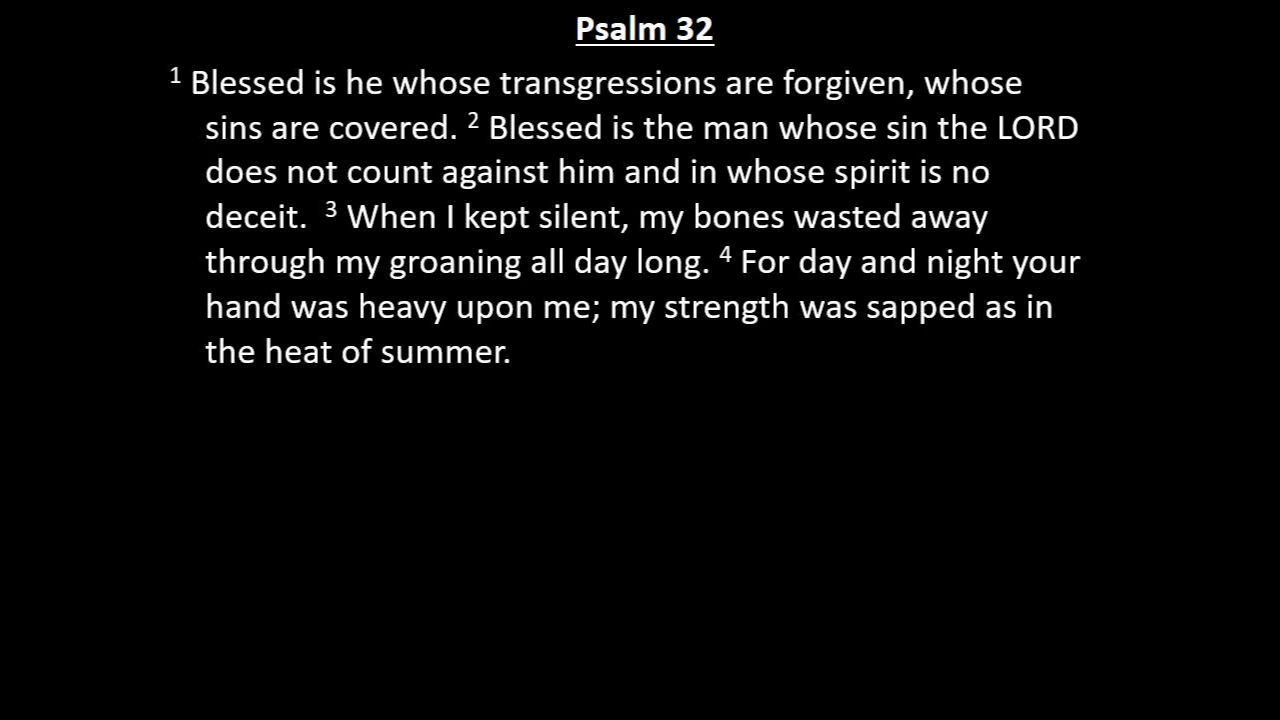 Psalm 32
1 Blessed is he whose transgressions are forgiven, whose
sins are covered. 2 Blessed is the man whose sin the LORD
does not count against him and in whose spirit is no
deceit. 3 When I kept silent, my bones wasted away
through my groaning all day long. 4 For day and night your
hand was heavy upon me; my strength was sapped as in
the heat of summer.